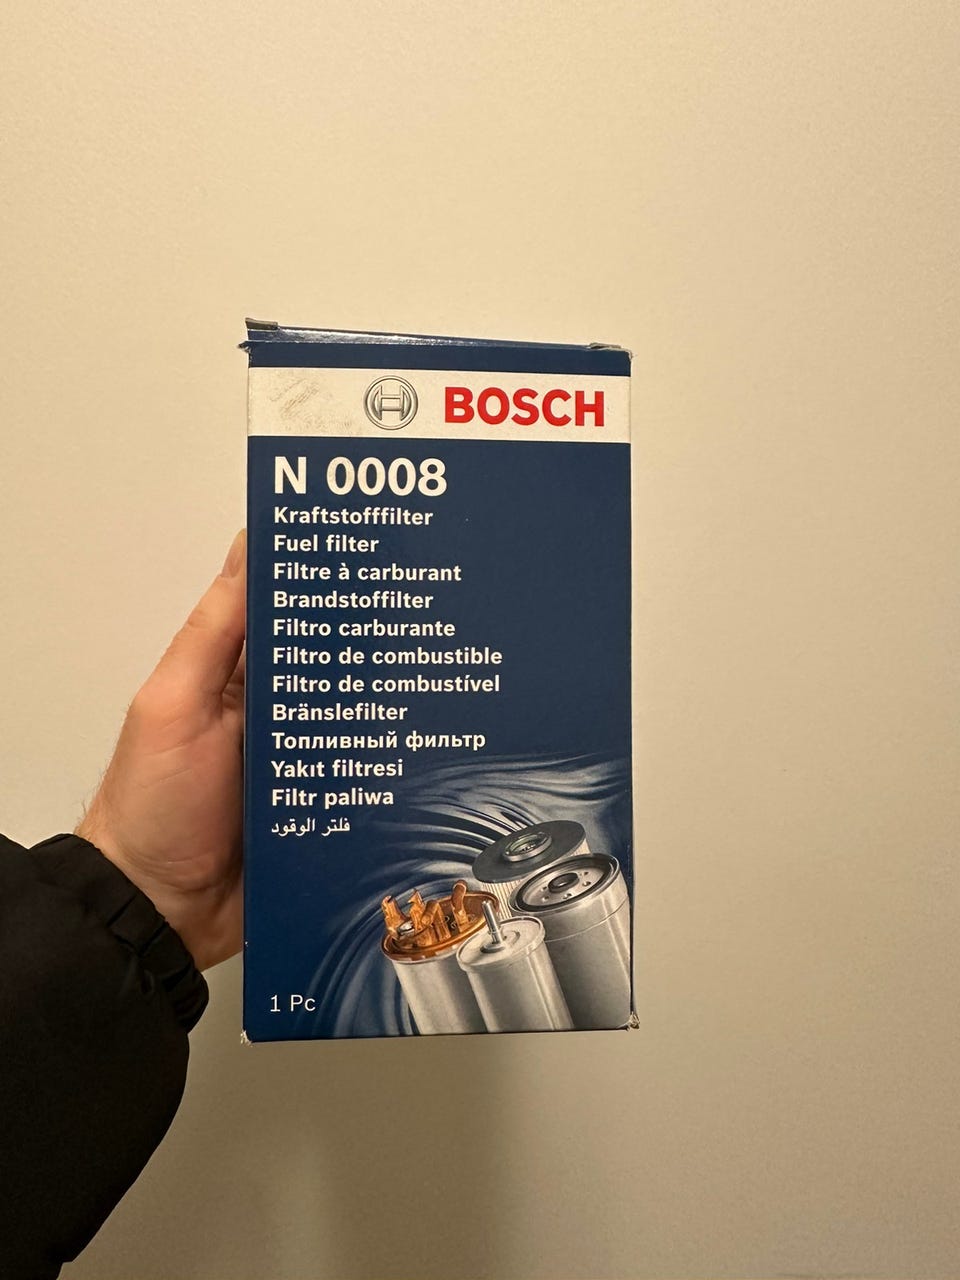 BOSCH
N 0008
Kraftstofffilter
Fuel filter
Filtre à carburant
Brandstoffilter
Filtro carburante
Filtro de combustible
Filtro de combustível
Bränslefilter
Топливный фильтр
Yakıt filtresi
Filtr paliwa
فلتر الوقود
1 Pc